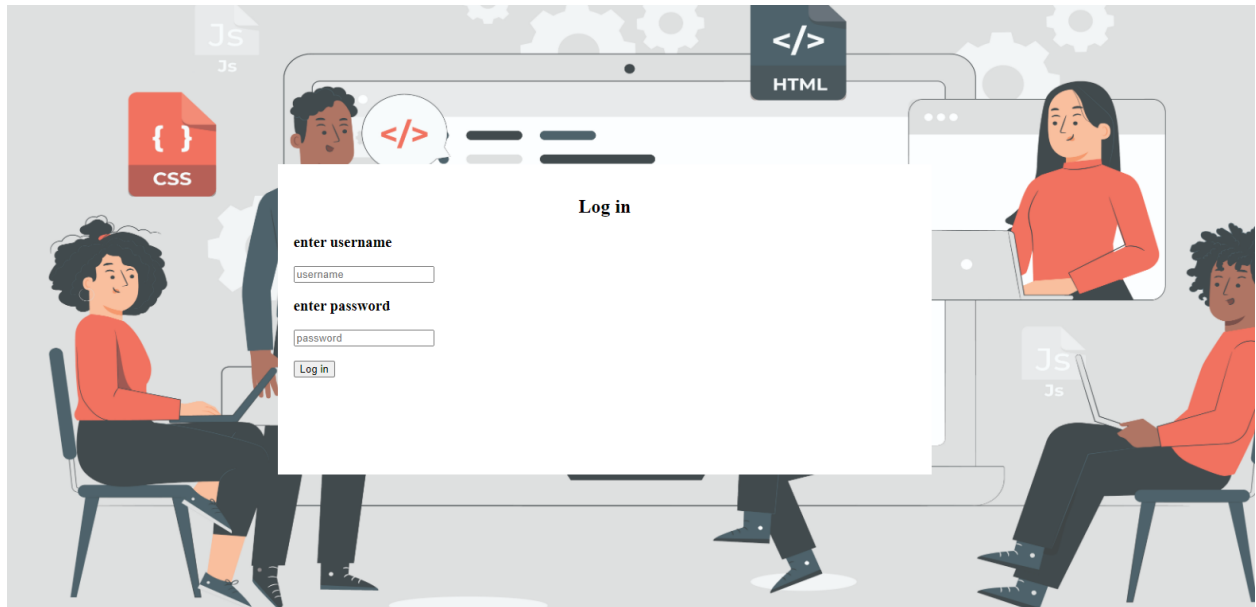 Js
Js
</>
HTML
{ }
CSS
</>
Log in
enter username
username
enter password
password
Log in
Js
Js